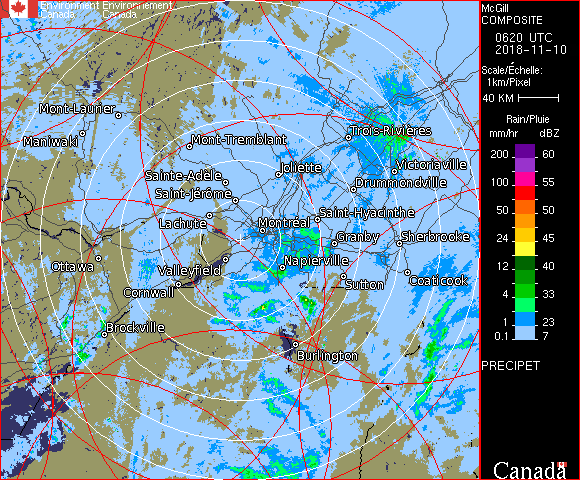 Environment Environnement
Canada Canada
Mont-Laurier
Maniwaki
Mont-Tremblant
Trois-Rivières
Joliette
Victoriaville
Sainte-Adèle
Drummondville
Saint-Jérôme
Lachute
Montréal
Saint-Hyacinthe
Granby
Sherbrooke
Ottawa
Valleyfield
Napierville
Sutton
Coaticook
Cornwall
Brockville
Burlington
McGill
COMPOSITE
0620 UTC
2018-11-10
Scale/Échelle:
1km/Pixel
40 KM
Rain/Pluie
mm/hr dBZ
200 60
100 55
50 50
24 45
12 40
4 33
1 23
0.1 7
PRECIPET
Canada